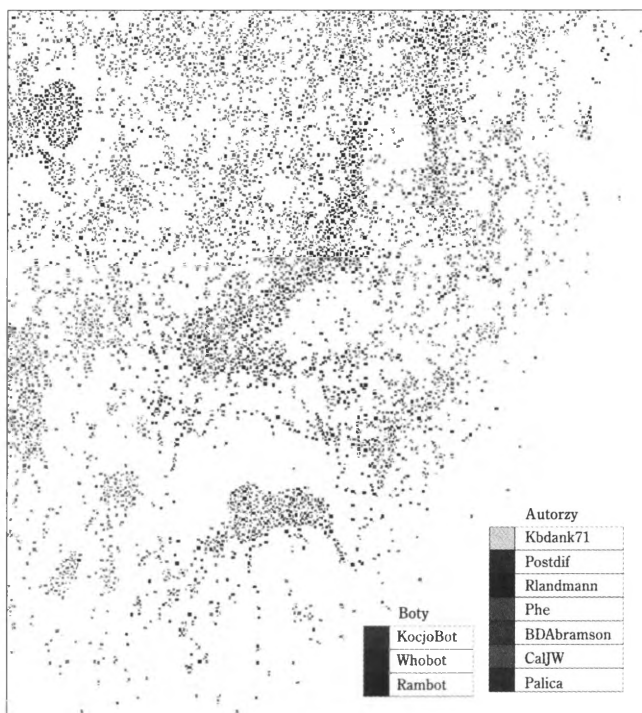 Autorzy
Kbdank71
Postdif
Rlandmann
Phe
BDAbramson
CalJW
Palica
Boty
KocjoBot
Whobot
Rambot